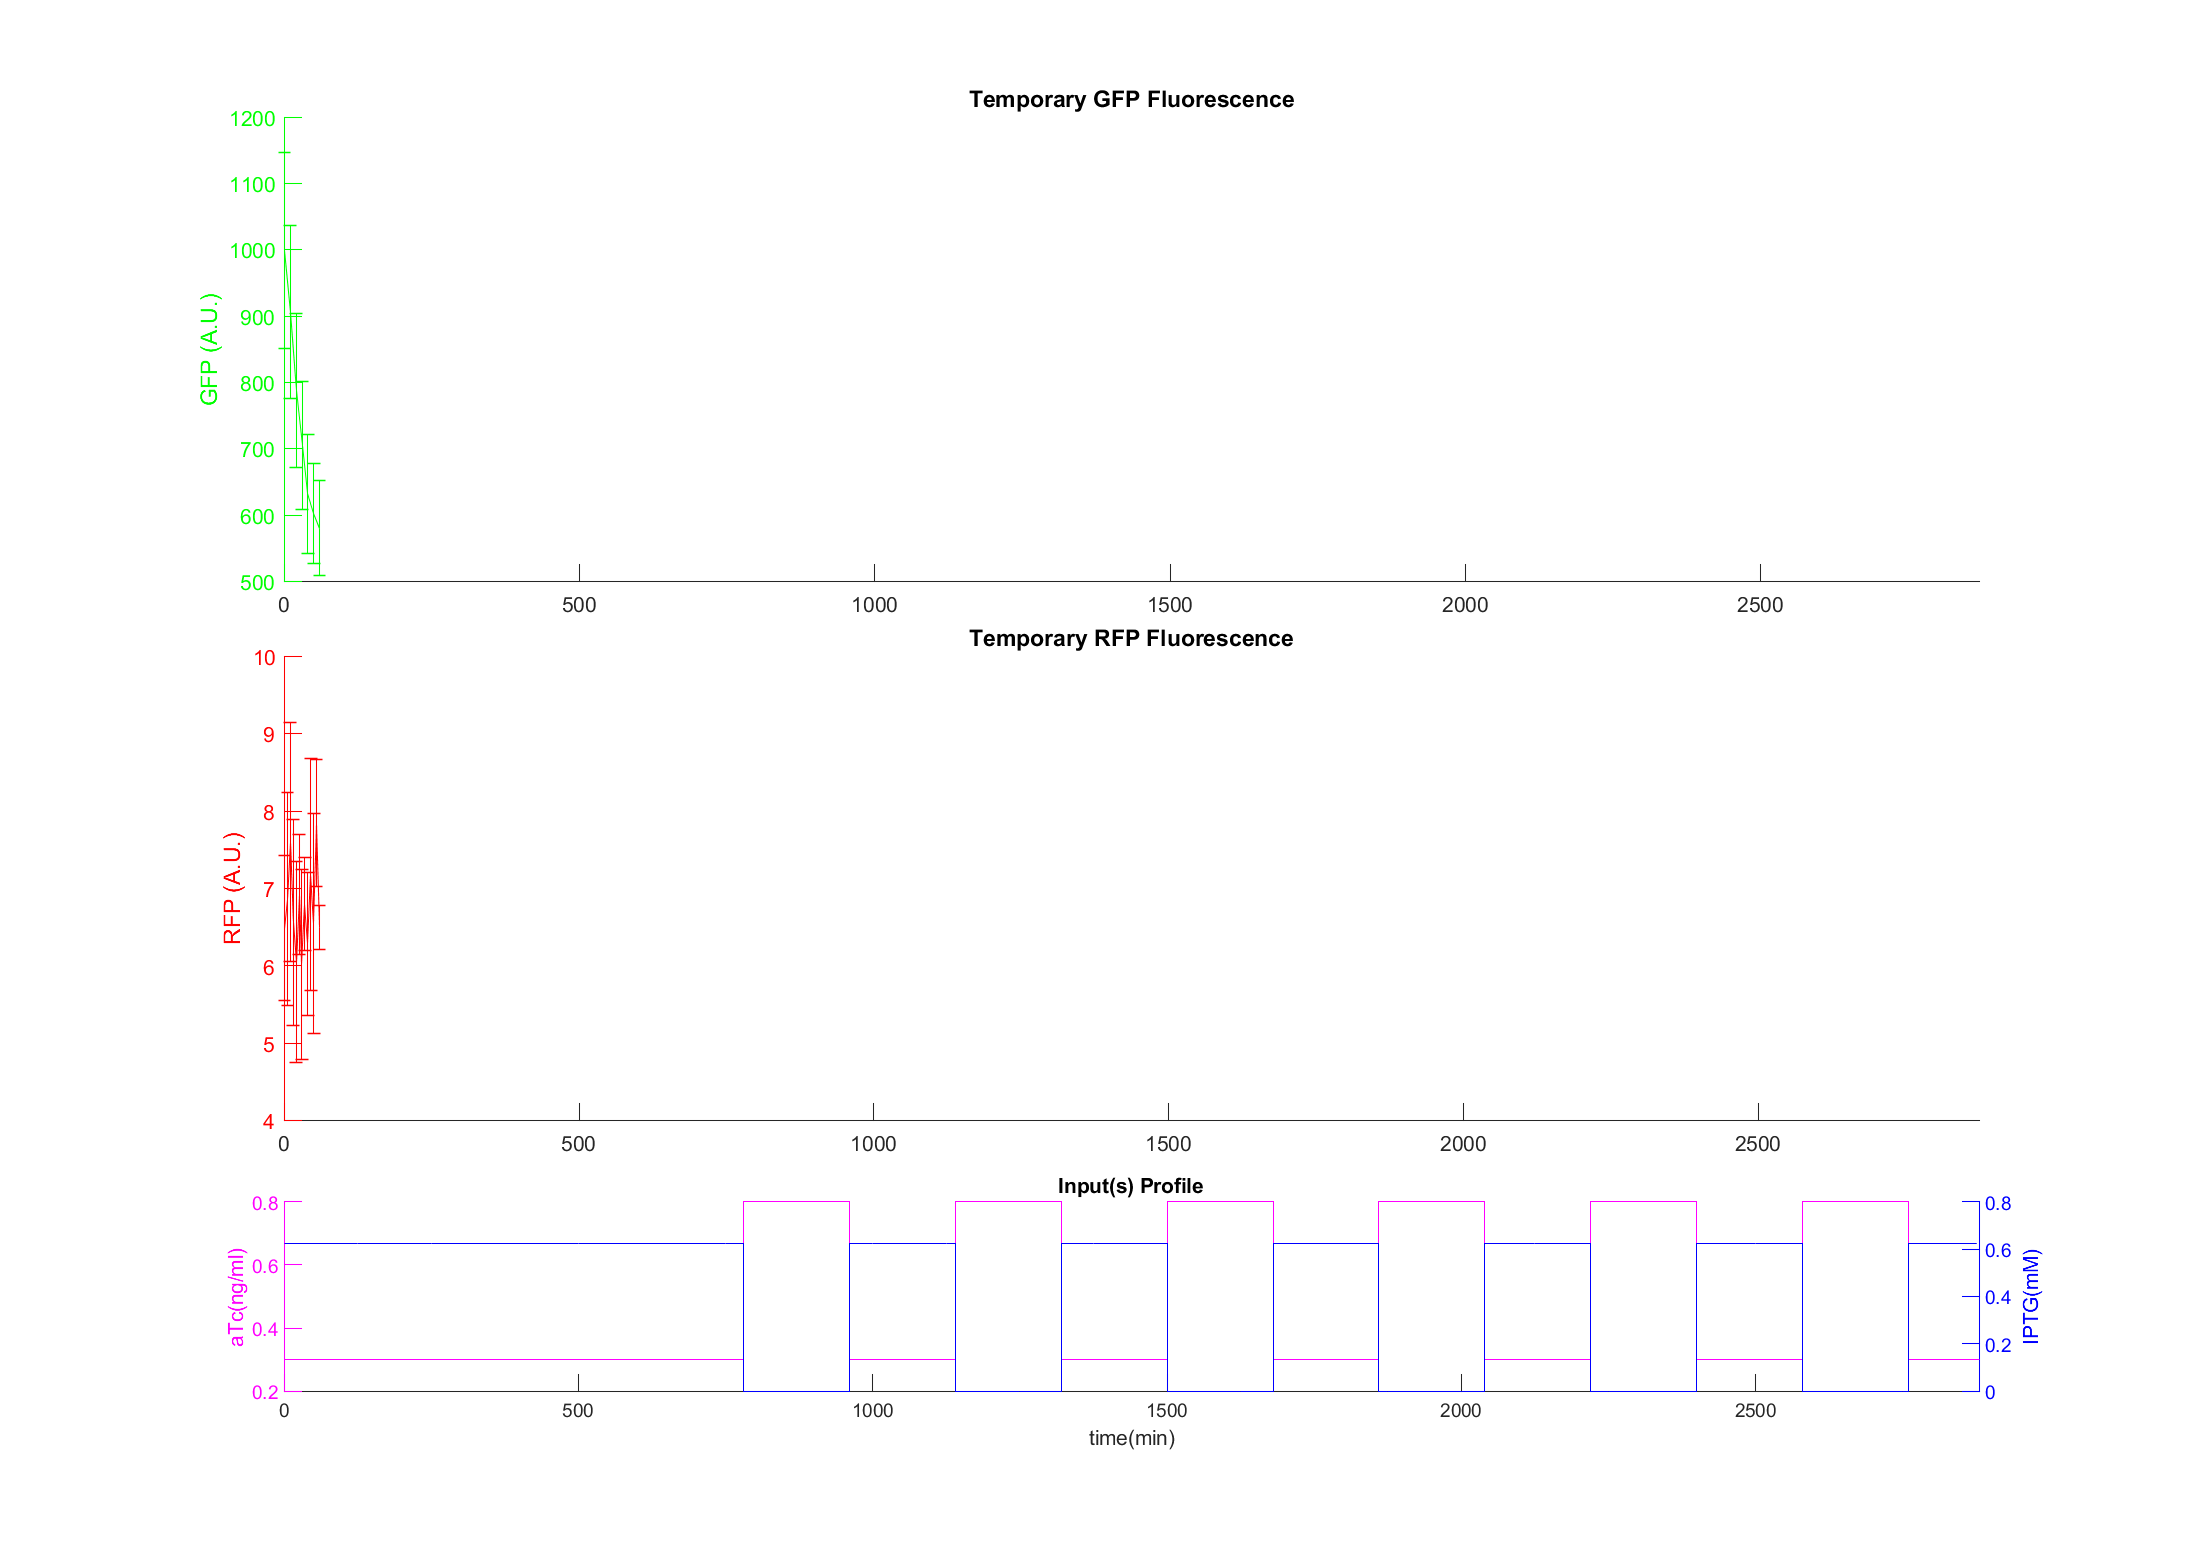 Temporary GFP Fluorescence
1200
1100
1000
900
800
700
600
500
GFP (A.U.)
0 500 1000 1500 2000 2500
Temporary RFP Fluorescence
10
9
8
7
6
5
4
RFP (A.U.)
0 500 1000 1500 2000 2500
Input(s) Profile
0.8
0.6
0.4
0.2
aTc(ng/ml)
0.8
0.6
0.4
0.2
0
IPTG(mM)
0 500 1000 1500 2000 2500
time(min)